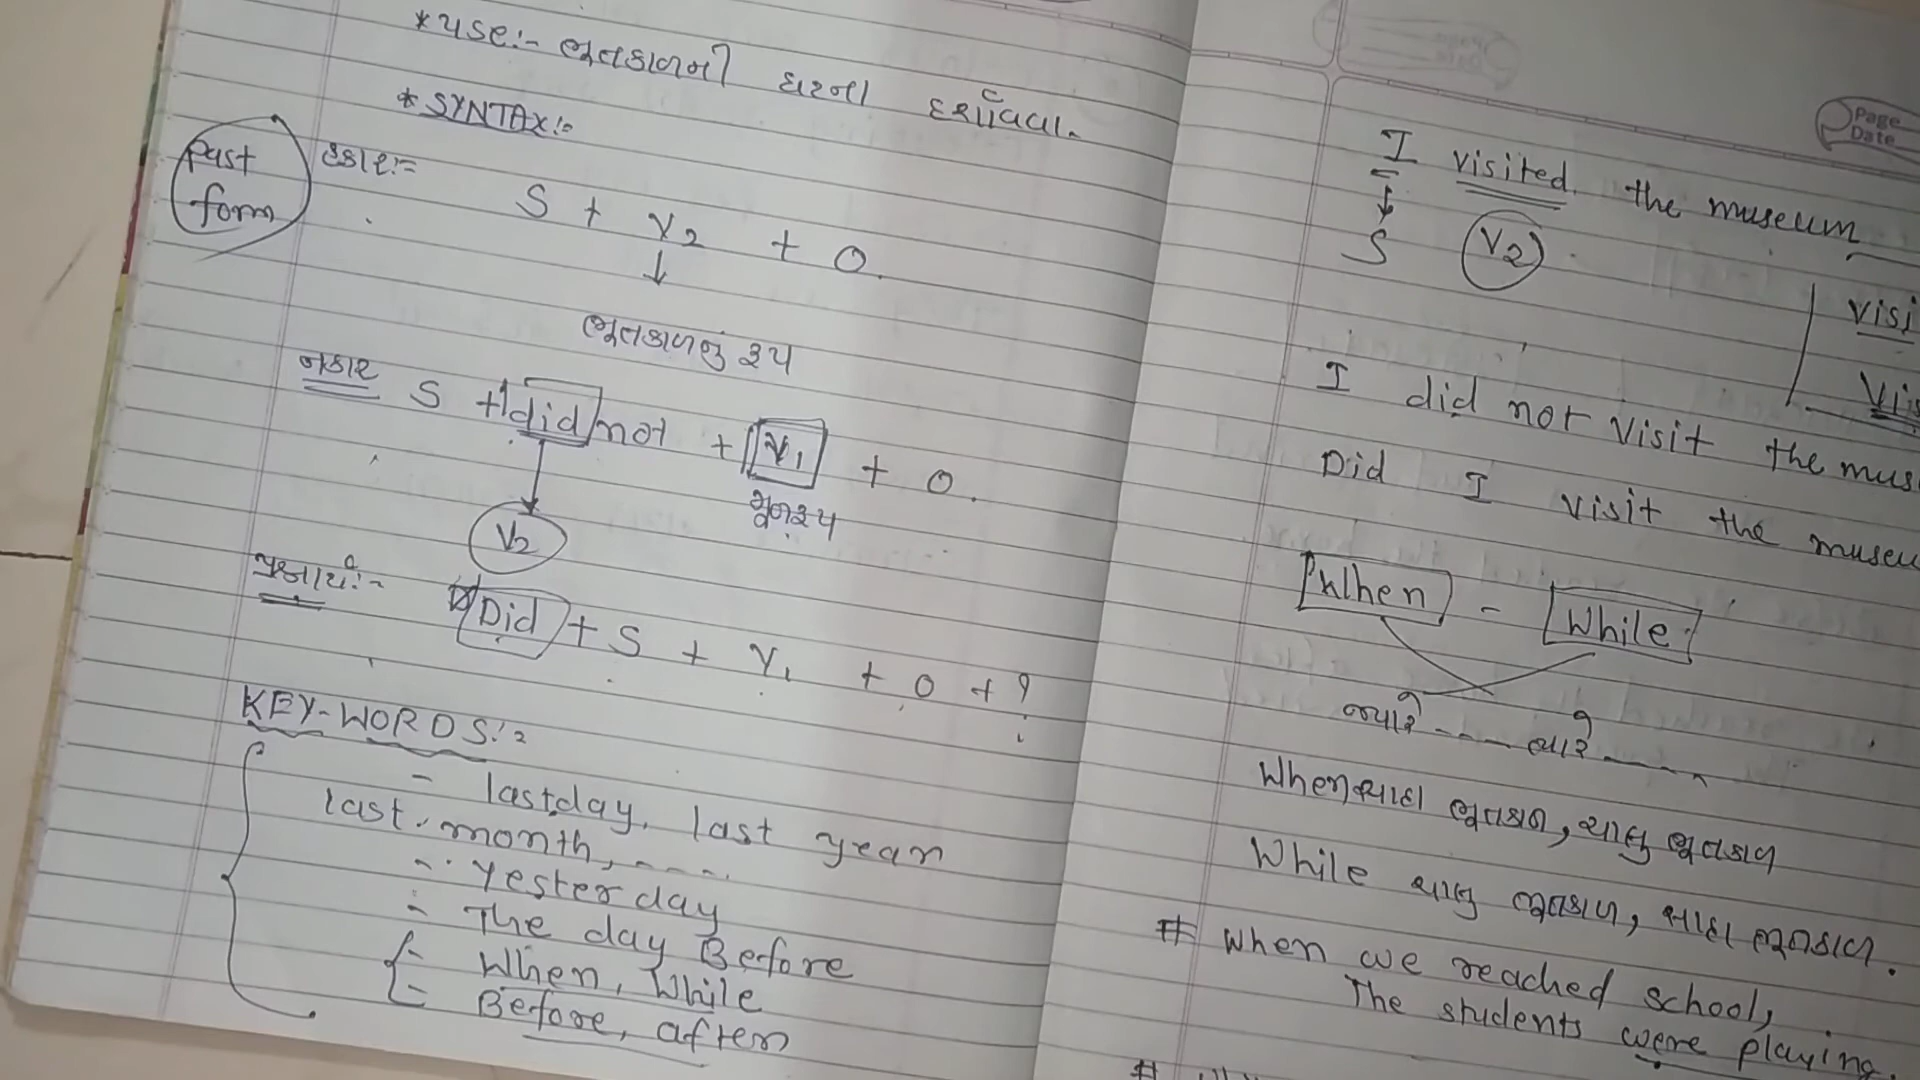 *use:- ભૂતકાળની ઘટના દર્શાવવા.
*SYNTAX:-
Past form
હકાર:-
S + V2 + O.
↓
ભૂતકાળનું રૂપ
નકાર S + did not + V1 + O.
મૂળરૂપ
V2
પ્રશ્નાર્થ:- Did + S + V1 + O + ?
KEY-WORDS:-
- lastday, last year
last month, ----.
- Yesterday
- The day Before
- When, While
- Before, after
Page
Date
I visited the museum
↓
S V2
visi
I did not visit the mus
Did I visit the museu
When - While
જ્યારે ---- ત્યારે ----
When સાદો ભૂતકાળ, ચાલુ ભૂતકાળ
While ચાલુ ભૂતકાળ, સાદો ભૂતકાળ.
# When we reached school,
The students were playing.
#